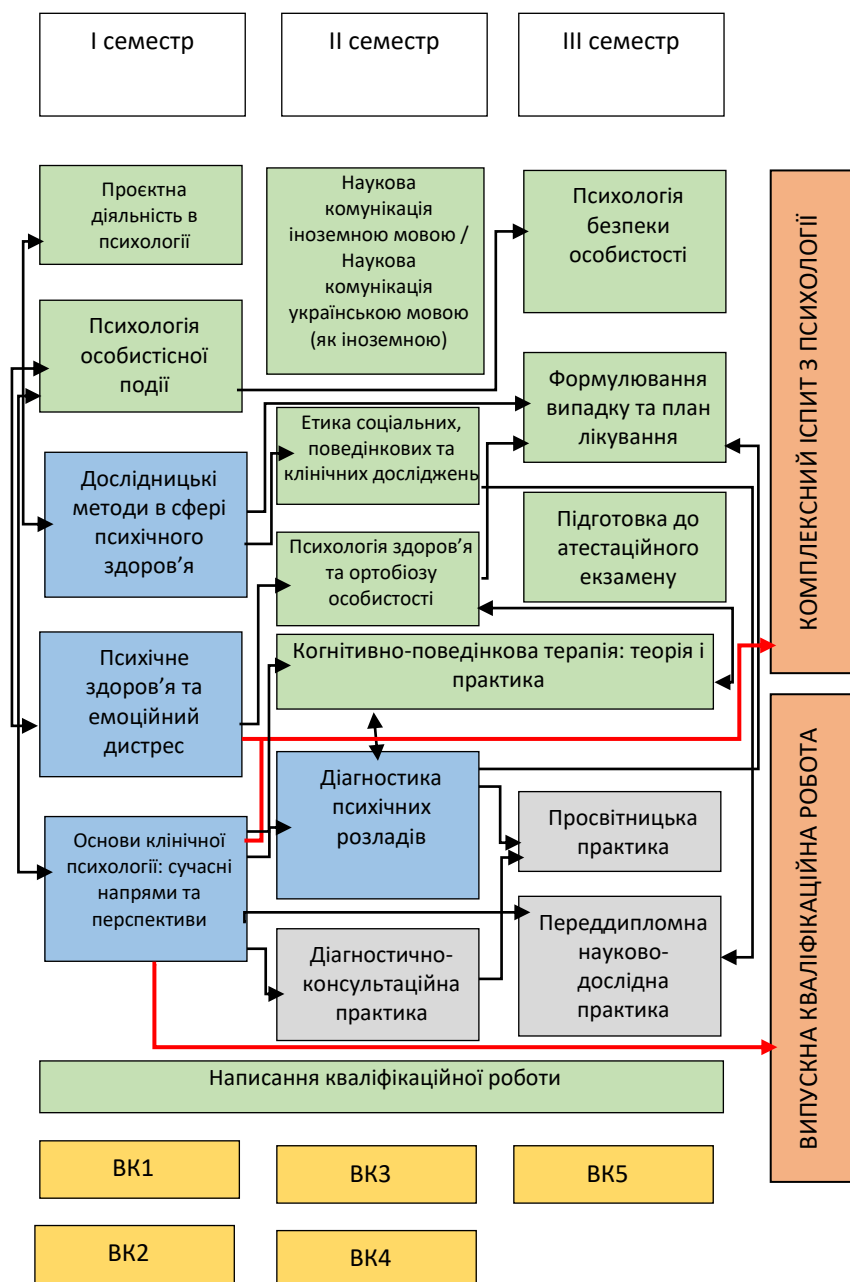 І семестр
ІІ семестр
ІІІ семестр
Проєктна
діяльність в
психології
Наукова
комунікація
іноземною мовою /
Наукова
комунікація
українською мовою
(як іноземною)
Психологія
безпеки
особистості
Психологія
особистісної
події
Формулювання
випадку та план
лікування
Етика соціальних,
поведінкових та
клінічних досліджень
Дослідницькі
методи в сфері
психічного
здоров’я
Підготовка до
атестаційного
екзамену
Психологія здоров’я
та ортобіозу
особистості
Психічне
здоров’я та
емоційний
дистрес
Когнітивно-поведінкова терапія: теорія і
практика
Діагностика
психічних
розладів
Просвітницька
практика
Основи клінічної
психології: сучасні
напрями та
перспективи
Діагностично-
консультаційна
практика
Переддипломна
науково-
дослідна
практика
КОМПЛЕКСНИЙ ІСПИТ З ПСИХОЛОГІЇ
ВИПУСКНА КВАЛІФІКАЦІЙНА РОБОТА
Написання кваліфікаційної роботи
ВК1
ВК3
ВК5
ВК2
ВК4